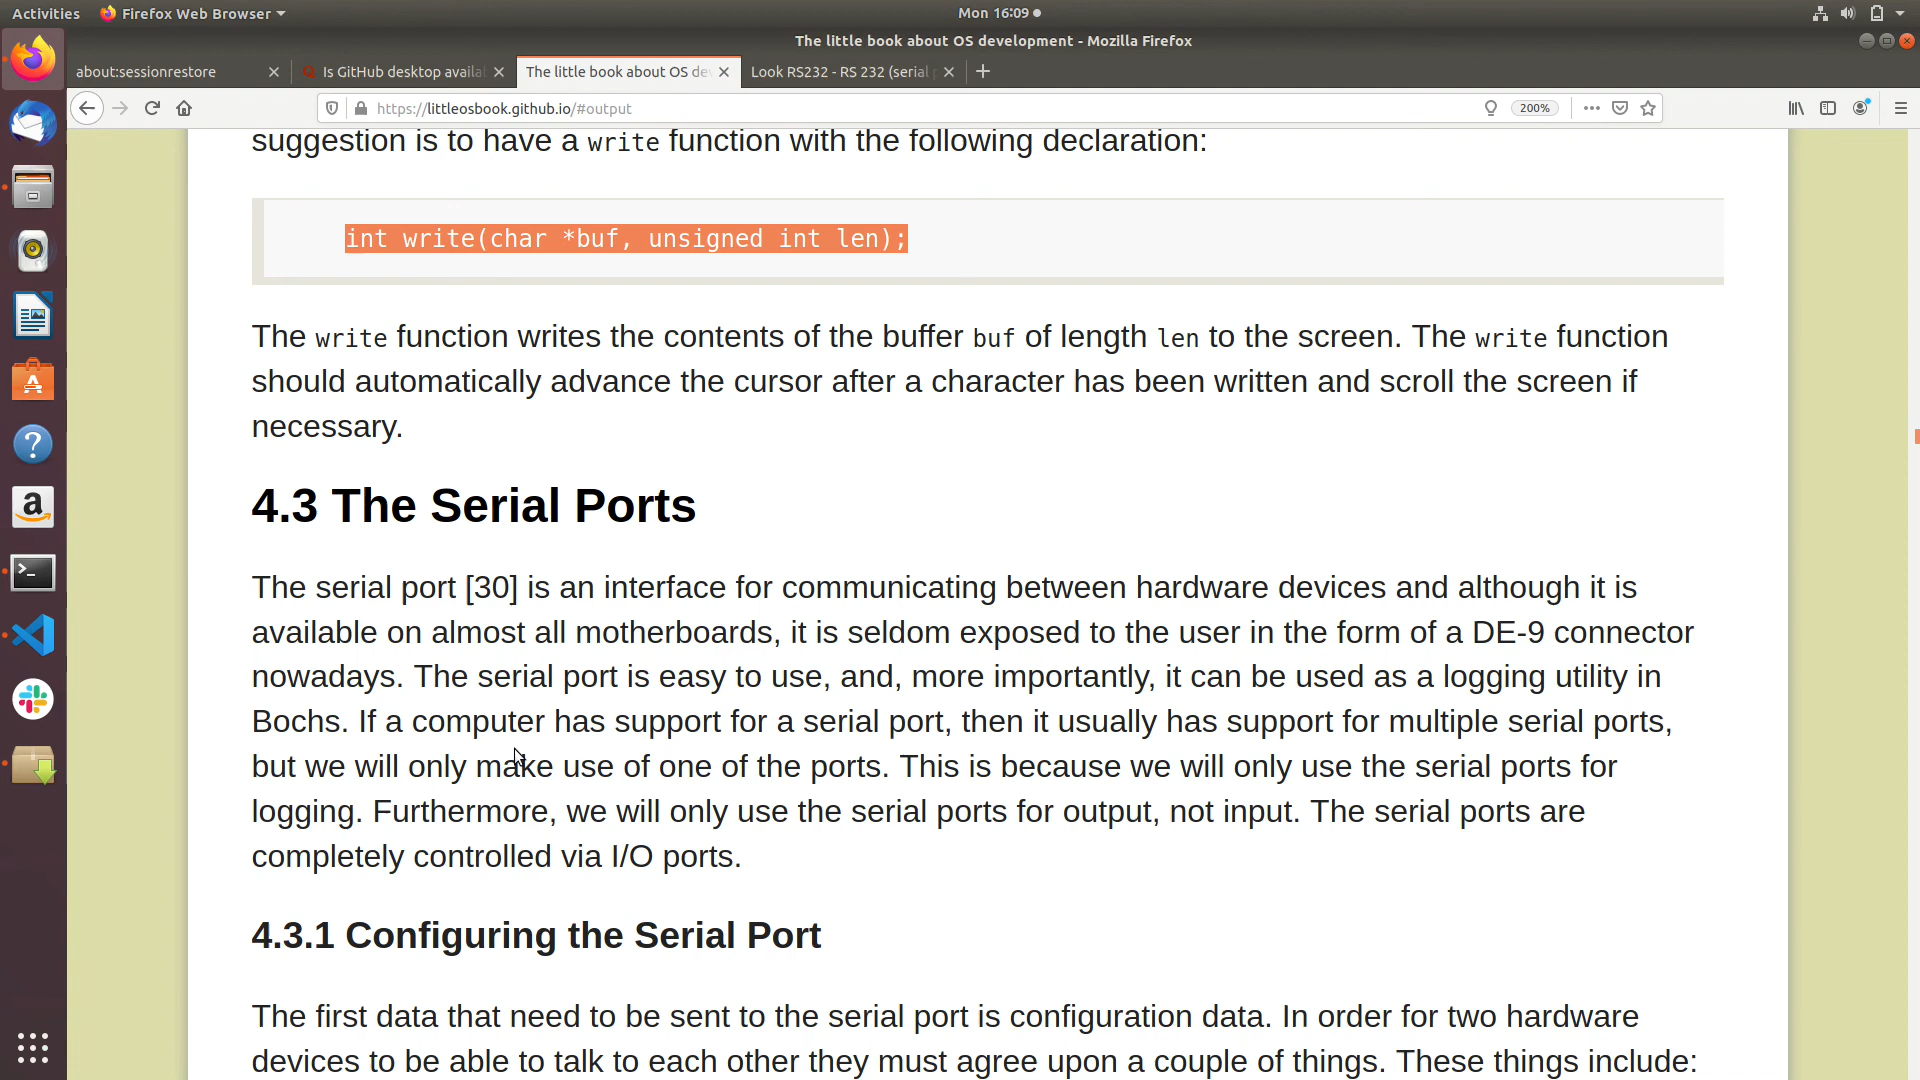 Activities
Firefox Web Browser
Mon 16:09
The little book about OS development - Mozilla Firefox
about:sessionrestore
Is GitHub desktop availa
The little book about OS de
Look RS232 - RS 232 (serial
https://littleosbook.github.io/#output
200%
suggestion is to have a write function with the following declaration:
int write(char *buf, unsigned int len);
The write function writes the contents of the buffer buf of length len to the screen. The write function
should automatically advance the cursor after a character has been written and scroll the screen if
necessary.
4.3 The Serial Ports
The serial port [30] is an interface for communicating between hardware devices and although it is
available on almost all motherboards, it is seldom exposed to the user in the form of a DE-9 connector
nowadays. The serial port is easy to use, and, more importantly, it can be used as a logging utility in
Bochs. If a computer has support for a serial port, then it usually has support for multiple serial ports,
but we will only make use of one of the ports. This is because we will only use the serial ports for
logging. Furthermore, we will only use the serial ports for output, not input. The serial ports are
completely controlled via I/O ports.
4.3.1 Configuring the Serial Port
The first data that need to be sent to the serial port is configuration data. In order for two hardware
devices to be able to talk to each other they must agree upon a couple of things. These things include: